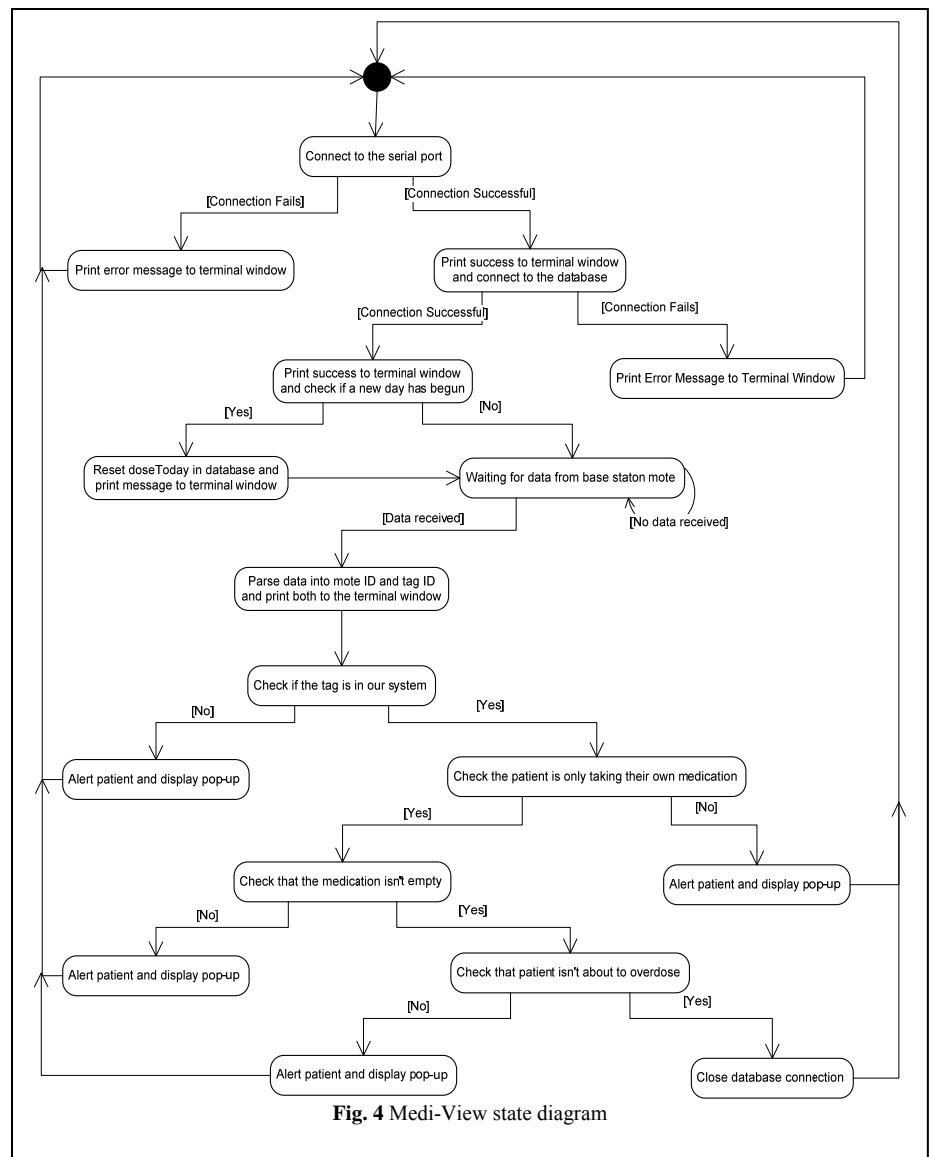 Connect to the serial port
[Connection Fails]
[Connection Successful]
Print error message to terminal window
Print success to terminal window
and connect to the database
[Connection Successful]
[Connection Fails]
Print success to terminal window
and check if a new day has begun
Print Error Message to Terminal Window
[Yes]
[No]
Reset doseToday in database and
print message to terminal window
Waiting for data from base staton mote
[Data received]
[No data received]
Parse data into mote ID and tag ID
and print both to the terminal window
Check if the tag is in our system
[No]
[Yes]
Alert patient and display pop-up
Check the patient is only taking their own medication
[Yes]
[No]
Check that the medication isn't empty
Alert patient and display pop-up
[No]
[Yes]
Alert patient and display pop-up
Check that patient isn't about to overdose
[No]
[Yes]
Alert patient and display pop-up
Close database connection
Fig. 4 Medi-View state diagram